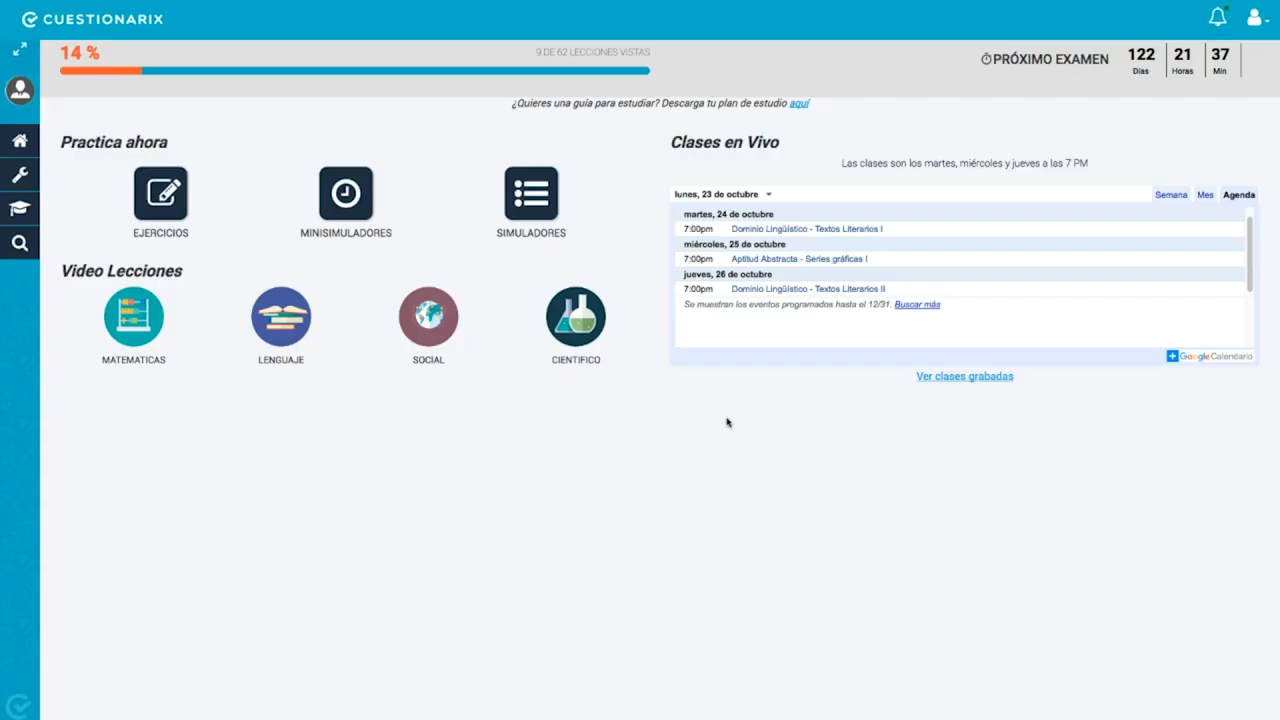 CUESTIONARIX
14 %
9 DE 62 LECCIONES VISTAS
PRÓXIMO EXAMEN
122 21 37
Días Horas Min
¿Quieres una guía para estudiar? Descarga tu plan de estudio aquí
Practica ahora
EJERCICIOS MINISIMULADORES SIMULADORES
Video Lecciones
MATEMATICAS LENGUAJE SOCIAL CIENTIFICO
Clases en Vivo
Las clases son los martes, miércoles y jueves a las 7 PM
lunes, 23 de octubre Semana Mes Agenda
martes, 24 de octubre
7:00pm Dominio Lingüístico - Textos Literarios I
miércoles, 25 de octubre
7:00pm Aptitud Abstracta - Series gráficas I
jueves, 26 de octubre
7:00pm Dominio Lingüístico - Textos Literarios II
Se muestran los eventos programados hasta el 12/31. Buscar más
Google Calendario
Ver clases grabadas